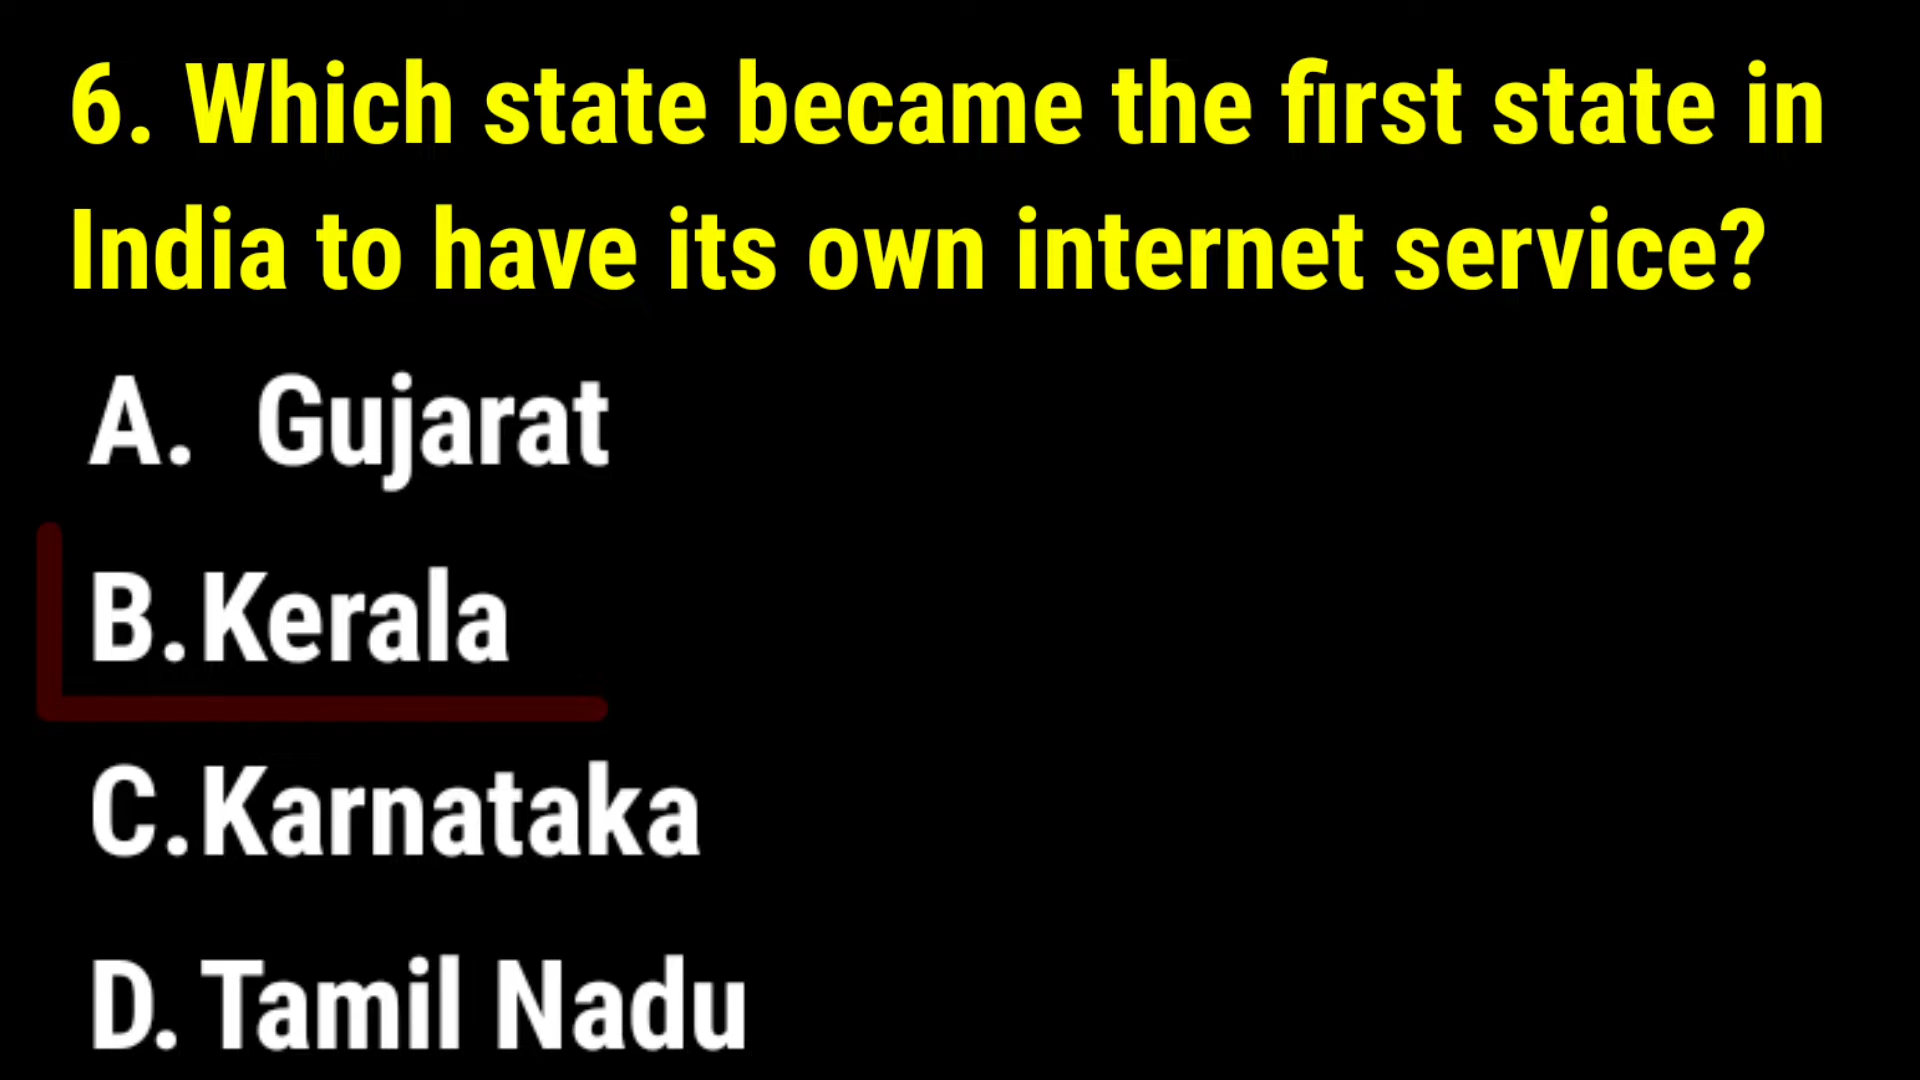 6. Which state became the first state in
India to have its own internet service?
A. Gujarat
B. Kerala
C. Karnataka
D. Tamil Nadu